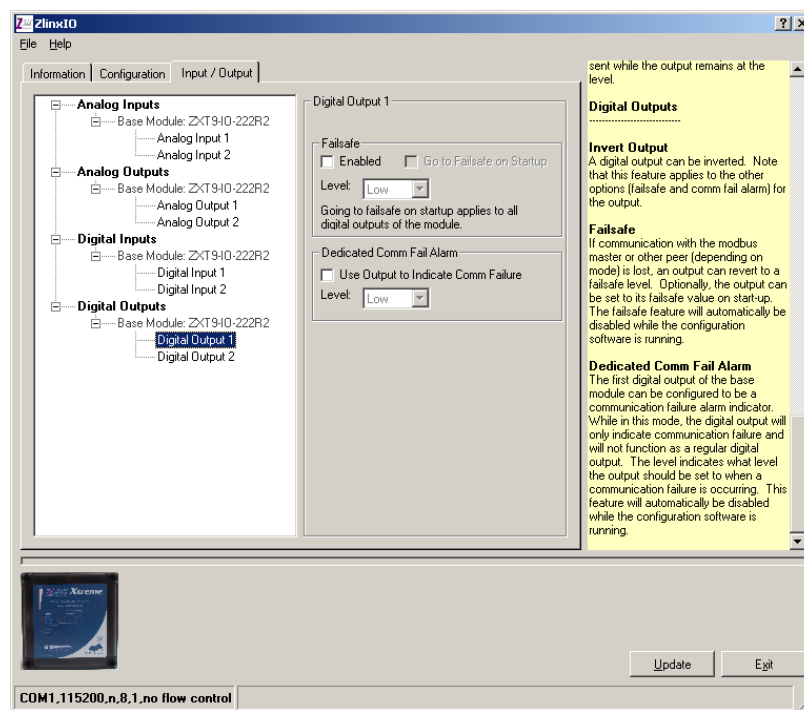 ZlinxIO
File Help
Information Configuration Input / Output
Analog Inputs
Base Module: ZXT9-IO-222R2
Analog Input 1
Analog Input 2
Analog Outputs
Base Module: ZXT9-IO-222R2
Analog Output 1
Analog Output 2
Digital Inputs
Base Module: ZXT9-IO-222R2
Digital Input 1
Digital Input 2
Digital Outputs
Base Module: ZXT9-IO-222R2
Digital Output 1
Digital Output 2
Digital Output 1
Failsafe
Enabled Go to Failsafe on Startup
Level: Low
Going to failsafe on startup applies to all
digital outputs of the module.
Dedicated Comm Fail Alarm
Use Output to Indicate Comm Failure
Level: Low
sent while the output remains at the
level.
Digital Outputs
----------------------------
Invert Output
A digital output can be inverted. Note
that this feature applies to the other
options (failsafe and comm fail alarm) for
the output.
Failsafe
If communication with the modbus
master or other peer (depending on
mode) is lost, an output can revert to a
failsafe level. Optionally, the output can
be set to its failsafe value on start-up.
The failsafe feature will automatically be
disabled while the configuration
software is running.
Dedicated Comm Fail Alarm
The first digital output of the base
module can be configured to be a
communication failure alarm indicator.
While in this mode, the digital output will
only indicate communication failure and
will not function as a regular digital
output. The level indicates what level
the output should be set to when a
communication failure is occurring. This
feature will automatically be disabled
while the configuration software is
running.
Xtreme
Update Exit
COM1,115200,n,8,1,no flow control